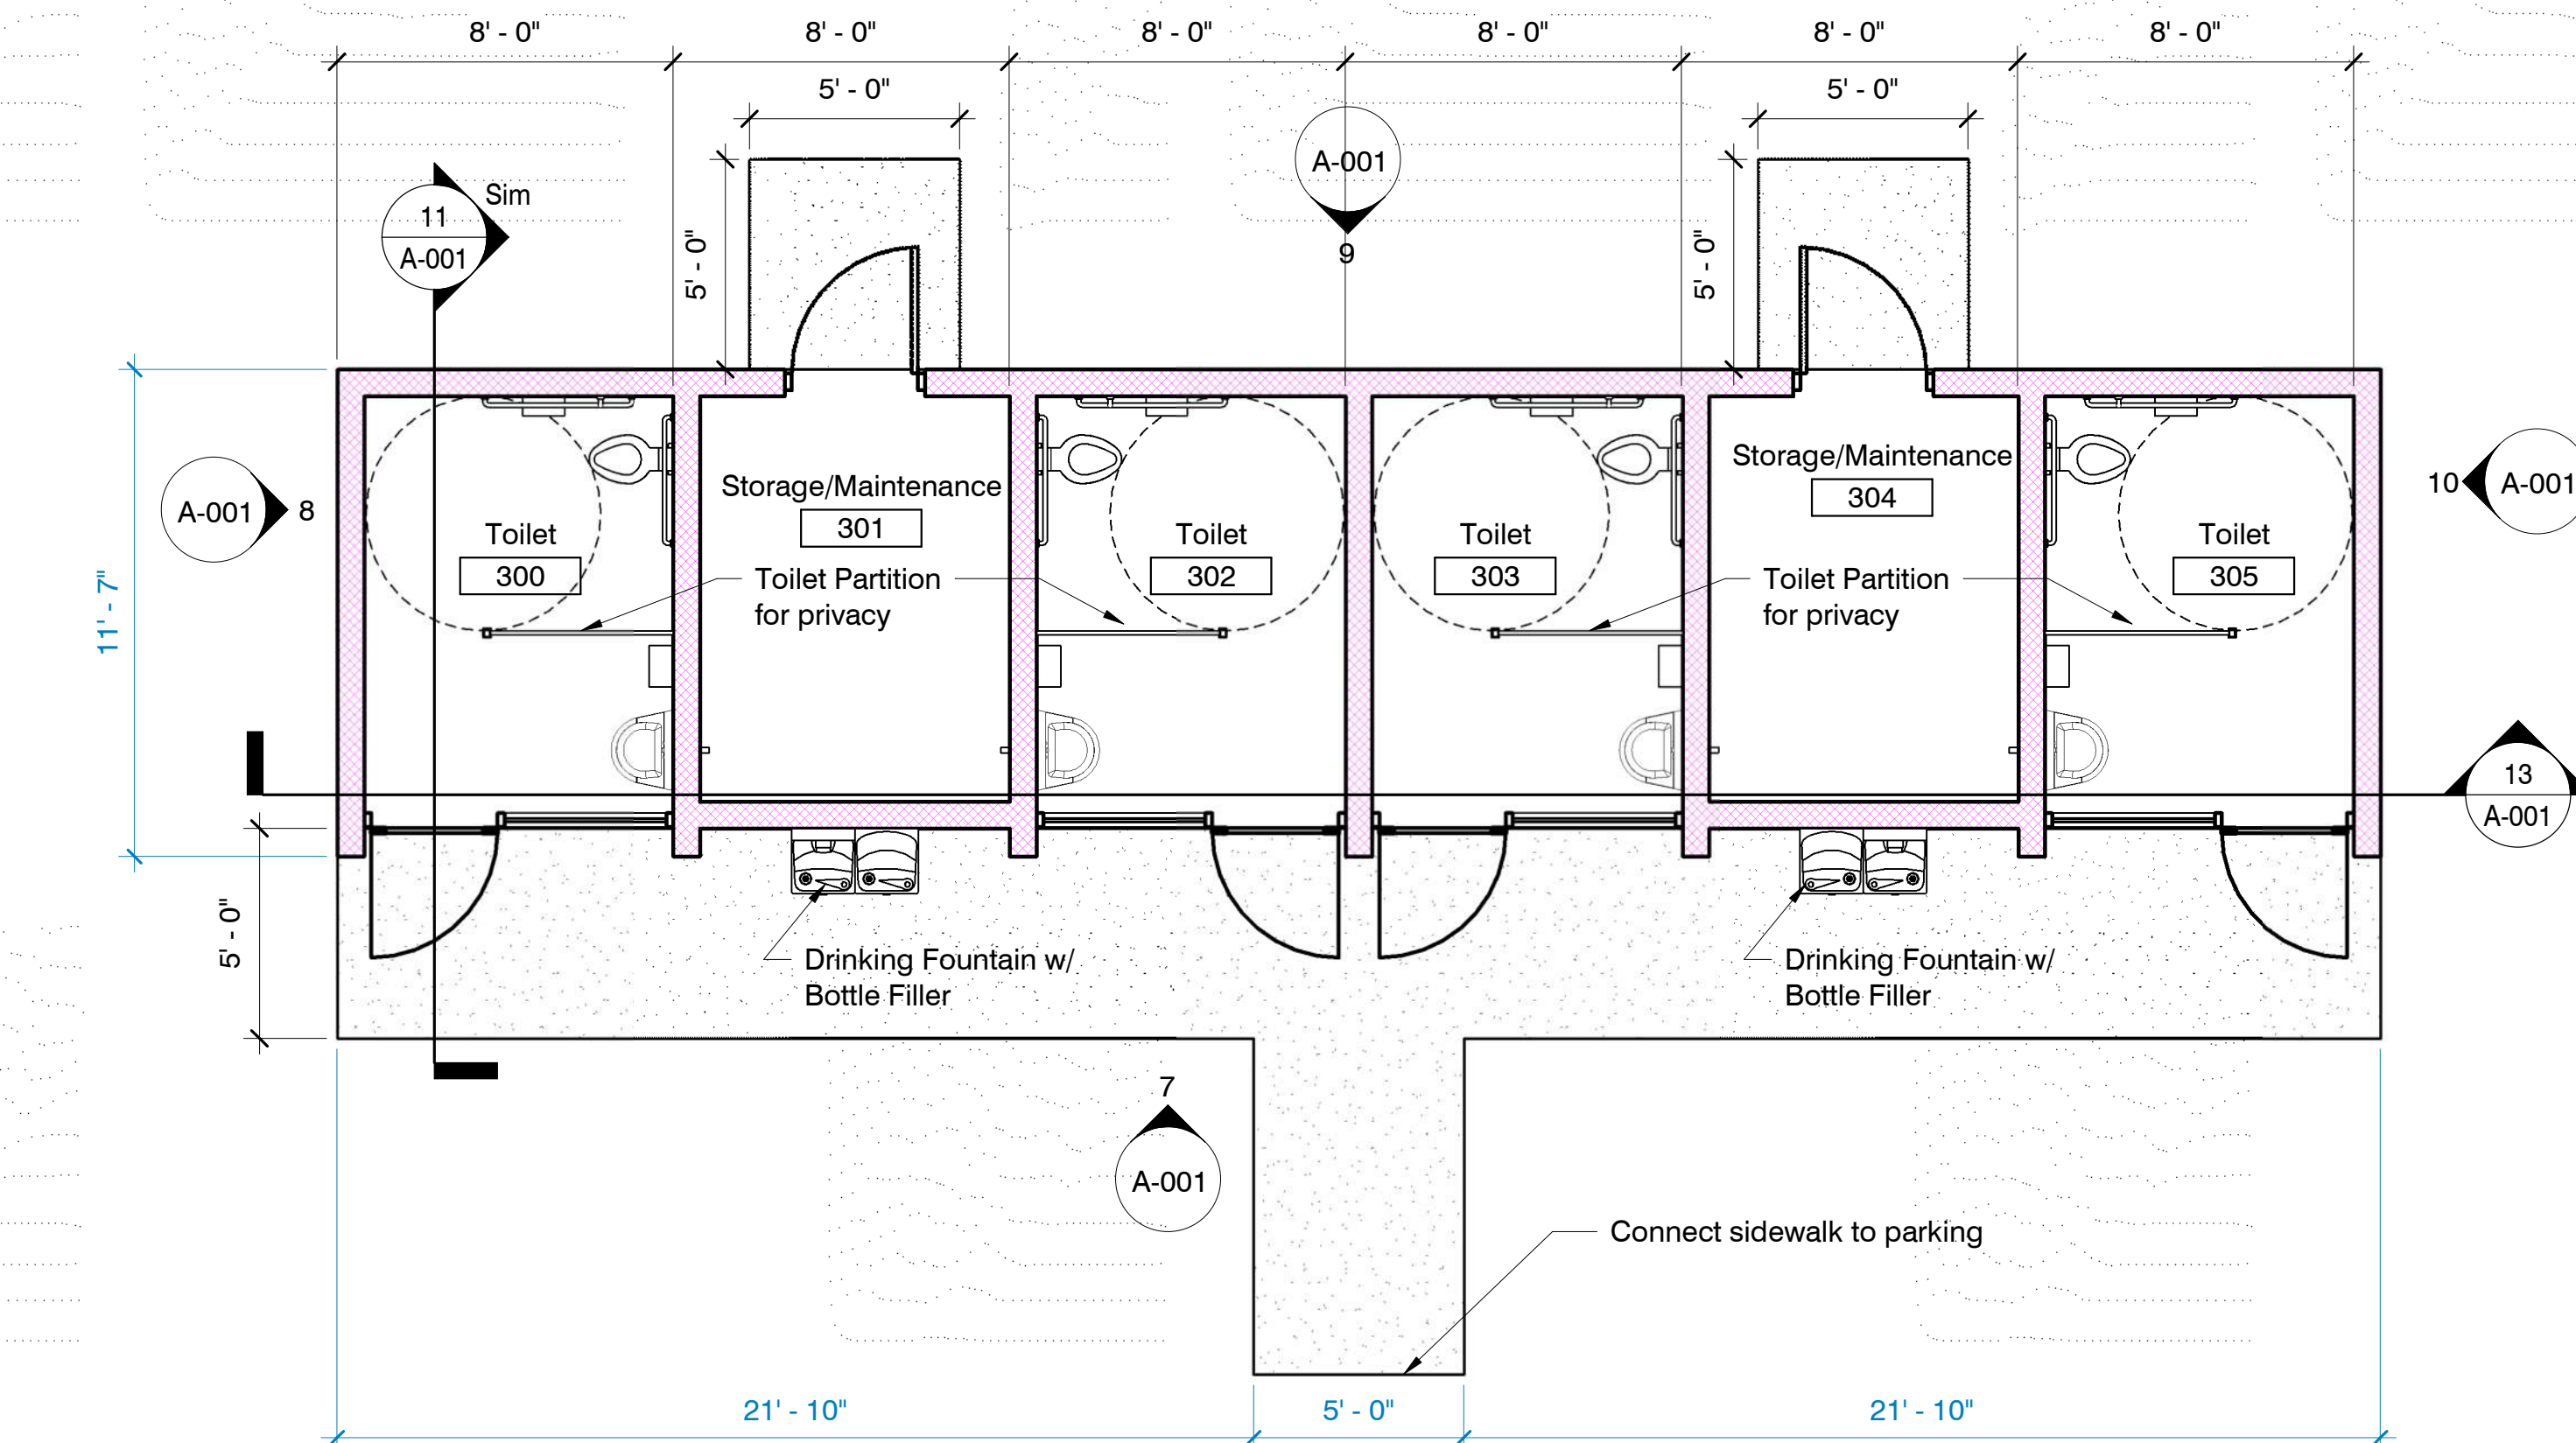 8' - 0"
8' - 0"
8' - 0"
8' - 0"
8' - 0"
8' - 0"
5' - 0"
5' - 0"
A-001
9
11
A-001
Sim
5' - 0"
5' - 0"
A-001
8
10
A-001
Storage/Maintenance
301
Storage/Maintenance
304
Toilet
300
Toilet
302
Toilet
303
Toilet
305
Toilet Partition
for privacy
Toilet Partition
for privacy
11' - 7"
13
A-001
5' - 0"
Drinking Fountain w/
Bottle Filler
Drinking Fountain w/
Bottle Filler
7
A-001
Connect sidewalk to parking
21' - 10"
5' - 0"
21' - 10"